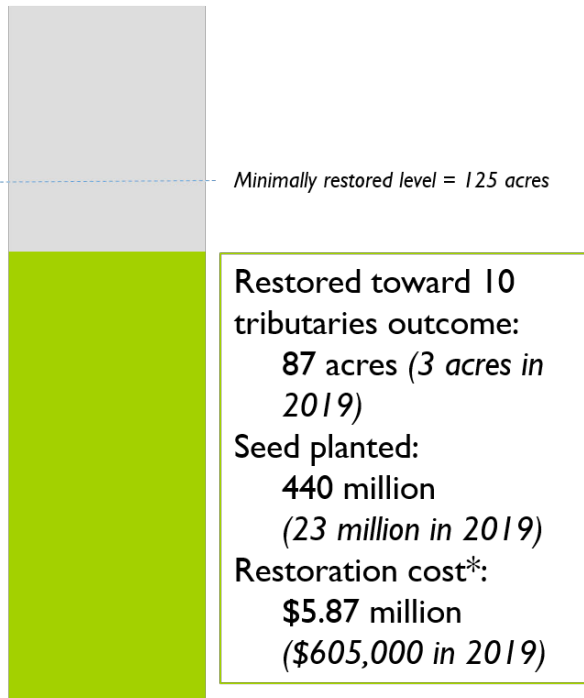 Minimally restored level = 125 acres
Restored toward 10
tributaries outcome:
87 acres (3 acres in
2019)
Seed planted:
440 million
(23 million in 2019)
Restoration cost*:
$5.87 million
($605,000 in 2019)